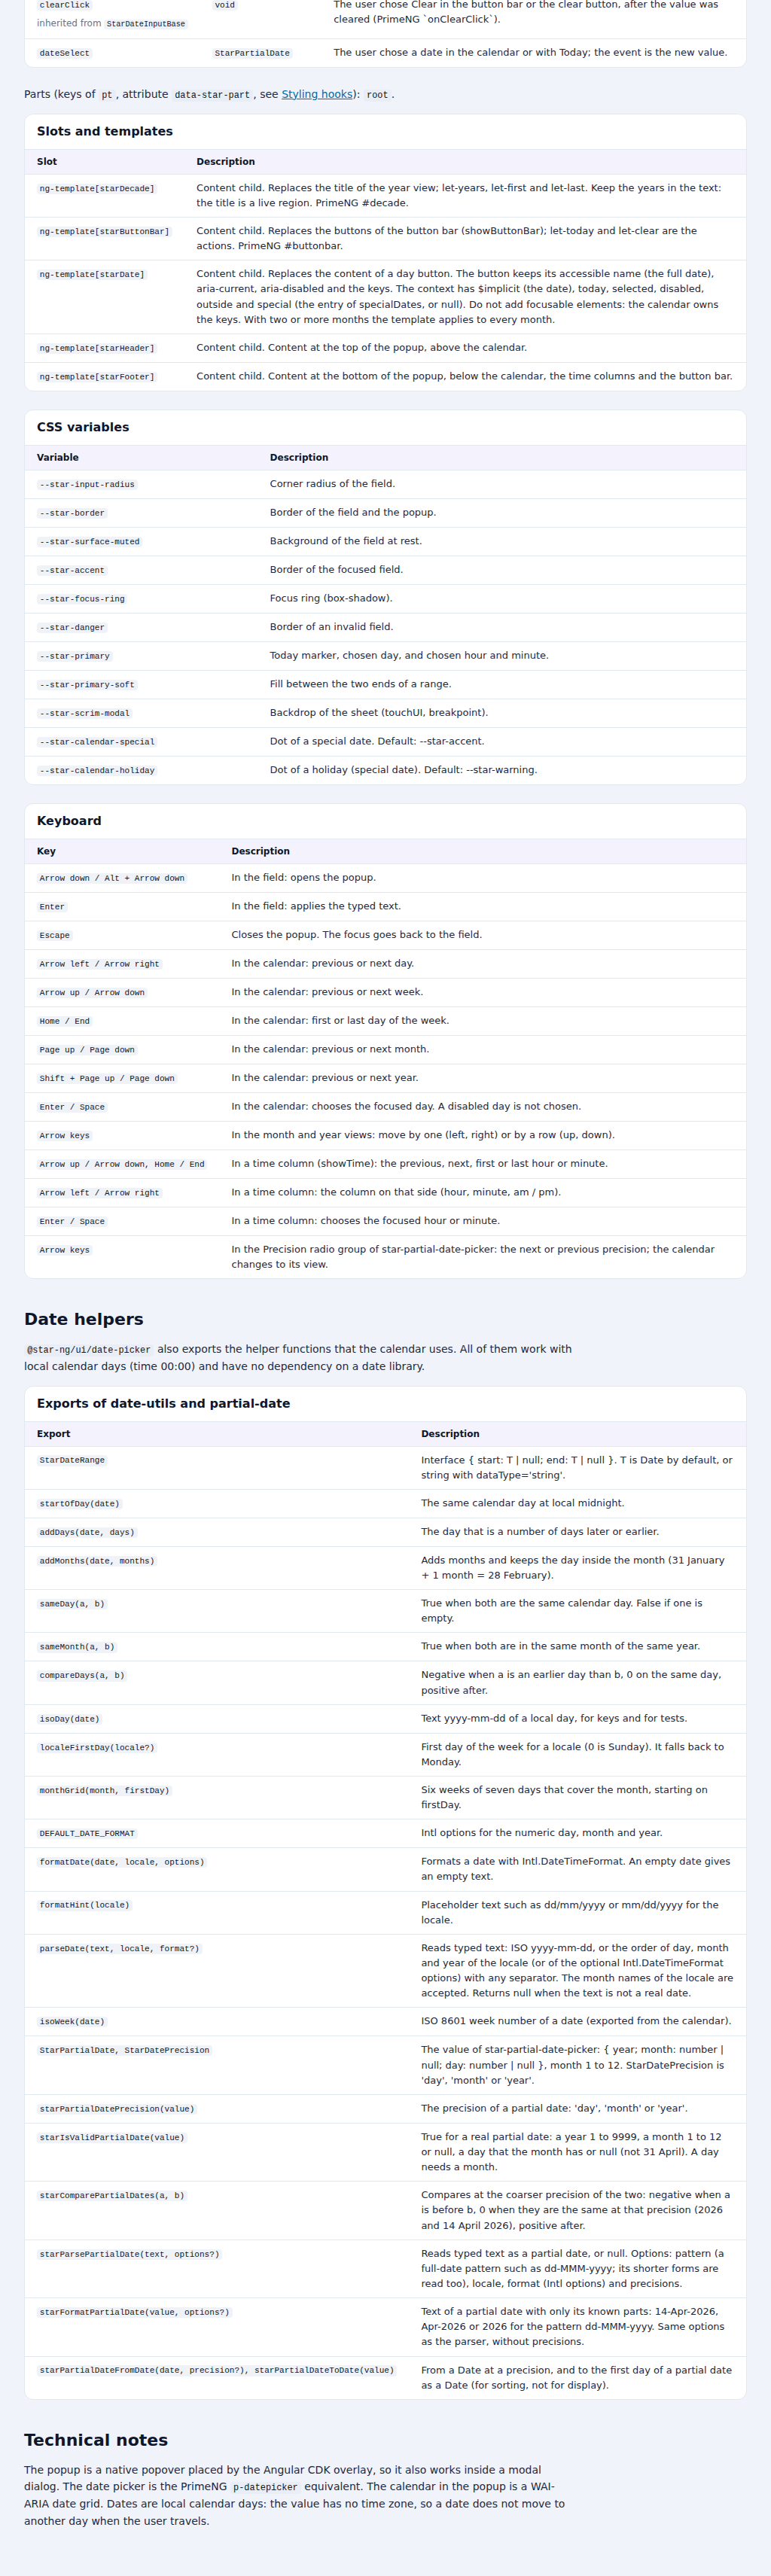 clearClick void The user chose Clear in the button bar or the clear button, after the value was
inherited from StarDateInputBase cleared (PrimeNG `onClearClick`).
dateSelect StarPartialDate The user chose a date in the calendar or with Today; the event is the new value.
Parts (keys of pt, attribute data-star-part, see Styling hooks): root.
Slots and templates
Slot Description
ng-template[starDecade] Content child. Replaces the title of the year view; let-years, let-first and let-last. Keep the years in the text:
the title is a live region. PrimeNG #decade.
ng-template[starButtonBar] Content child. Replaces the buttons of the button bar (showButtonBar); let-today and let-clear are the
actions. PrimeNG #buttonbar.
ng-template[starDate] Content child. Replaces the content of a day button. The button keeps its accessible name (the full date),
aria-current, aria-disabled and the keys. The context has $implicit (the date), today, selected, disabled,
outside and special (the entry of specialDates, or null). Do not add focusable elements: the calendar owns
the keys. With two or more months the template applies to every month.
ng-template[starHeader] Content child. Content at the top of the popup, above the calendar.
ng-template[starFooter] Content child. Content at the bottom of the popup, below the calendar, the time columns and the button bar.
CSS variables
Variable Description
--star-input-radius Corner radius of the field.
--star-border Border of the field and the popup.
--star-surface-muted Background of the field at rest.
--star-accent Border of the focused field.
--star-focus-ring Focus ring (box-shadow).
--star-danger Border of an invalid field.
--star-primary Today marker, chosen day, and chosen hour and minute.
--star-primary-soft Fill between the two ends of a range.
--star-scrim-modal Backdrop of the sheet (touchUI, breakpoint).
--star-calendar-special Dot of a special date. Default: --star-accent.
--star-calendar-holiday Dot of a holiday (special date). Default: --star-warning.
Keyboard
Key Description
Arrow down / Alt + Arrow down In the field: opens the popup.
Enter In the field: applies the typed text.
Escape Closes the popup. The focus goes back to the field.
Arrow left / Arrow right In the calendar: previous or next day.
Arrow up / Arrow down In the calendar: previous or next week.
Home / End In the calendar: first or last day of the week.
Page up / Page down In the calendar: previous or next month.
Shift + Page up / Page down In the calendar: previous or next year.
Enter / Space In the calendar: chooses the focused day. A disabled day is not chosen.
Arrow keys In the month and year views: move by one (left, right) or by a row (up, down).
Arrow up / Arrow down, Home / End In a time column (showTime): the previous, next, first or last hour or minute.
Arrow left / Arrow right In a time column: the column on that side (hour, minute, am / pm).
Enter / Space In a time column: chooses the focused hour or minute.
Arrow keys In the Precision radio group of star-partial-date-picker: the next or previous precision; the calendar
changes to its view.
Date helpers
@star-ng/ui/date-picker also exports the helper functions that the calendar uses. All of them work with
local calendar days (time 00:00) and have no dependency on a date library.
Exports of date-utils and partial-date
Export Description
StarDateRange Interface { start: T | null; end: T | null }. T is Date by default, or
string with dataType='string'.
startOfDay(date) The same calendar day at local midnight.
addDays(date, days) The day that is a number of days later or earlier.
addMonths(date, months) Adds months and keeps the day inside the month (31 January
+ 1 month = 28 February).
sameDay(a, b) True when both are the same calendar day. False if one is
empty.
sameMonth(a, b) True when both are in the same month of the same year.
compareDays(a, b) Negative when a is an earlier day than b, 0 on the same day,
positive after.
isoDay(date) Text yyyy-mm-dd of a local day, for keys and for tests.
localeFirstDay(locale?) First day of the week for a locale (0 is Sunday). It falls back to
Monday.
monthGrid(month, firstDay) Six weeks of seven days that cover the month, starting on
firstDay.
DEFAULT_DATE_FORMAT Intl options for the numeric day, month and year.
formatDate(date, locale, options) Formats a date with Intl.DateTimeFormat. An empty date gives
an empty text.
formatHint(locale) Placeholder text such as dd/mm/yyyy or mm/dd/yyyy for the
locale.
parseDate(text, locale, format?) Reads typed text: ISO yyyy-mm-dd, or the order of day, month
and year of the locale (or of the optional Intl.DateTimeFormat
options) with any separator. The month names of the locale are
accepted. Returns null when the text is not a real date.
isoWeek(date) ISO 8601 week number of a date (exported from the calendar).
StarPartialDate, StarDatePrecision The value of star-partial-date-picker: { year; month: number |
null; day: number | null }, month 1 to 12. StarDatePrecision is
'day', 'month' or 'year'.
starPartialDatePrecision(value) The precision of a partial date: 'day', 'month' or 'year'.
starIsValidPartialDate(value) True for a real partial date: a year 1 to 9999, a month 1 to 12
or null, a day that the month has or null (not 31 April). A day
needs a month.
starComparePartialDates(a, b) Compares at the coarser precision of the two: negative when a
is before b, 0 when they are the same at that precision (2026
and 14 April 2026), positive after.
starParsePartialDate(text, options?) Reads typed text as a partial date, or null. Options: pattern (a
full-date pattern such as dd-MMM-yyyy; its shorter forms are
read too), locale, format (Intl options) and precisions.
starFormatPartialDate(value, options?) Text of a partial date with only its known parts: 14-Apr-2026,
Apr-2026 or 2026 for the pattern dd-MMM-yyyy. Same options
as the parser, without precisions.
starPartialDateFromDate(date, precision?), starPartialDateToDate(value) From a Date at a precision, and to the first day of a partial date
as a Date (for sorting, not for display).
Technical notes
The popup is a native popover placed by the Angular CDK overlay, so it also works inside a modal
dialog. The date picker is the PrimeNG p-datepicker equivalent. The calendar in the popup is a WAI-
ARIA date grid. Dates are local calendar days: the value has no time zone, so a date does not move to
another day when the user travels.